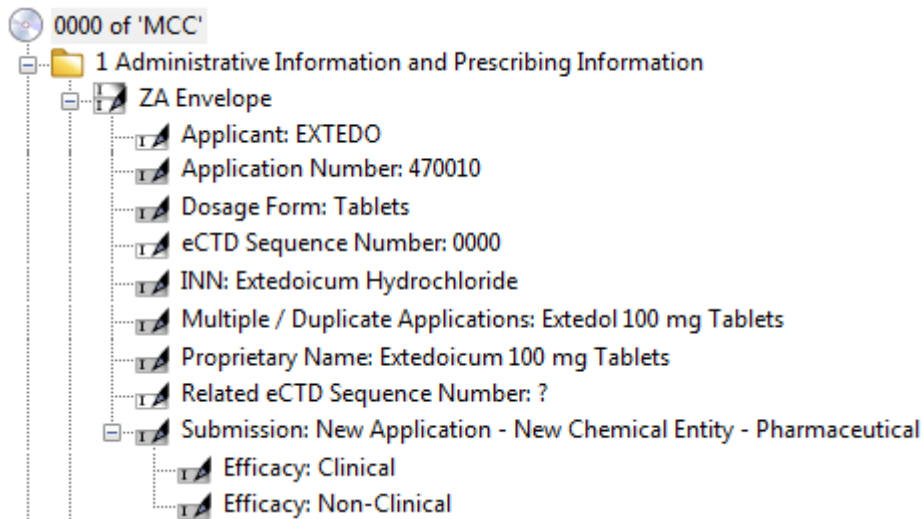 0000 of 'MCC'
1 Administrative Information and Prescribing Information
ZA Envelope
Applicant: EXTEDO
Application Number: 470010
Dosage Form: Tablets
eCTD Sequence Number: 0000
INN: Extedoicum Hydrochloride
Multiple / Duplicate Applications: Extedol 100 mg Tablets
Proprietary Name: Extedoicum 100 mg Tablets
Related eCTD Sequence Number: ?
Submission: New Application - New Chemical Entity - Pharmaceutical
Efficacy: Clinical
Efficacy: Non-Clinical